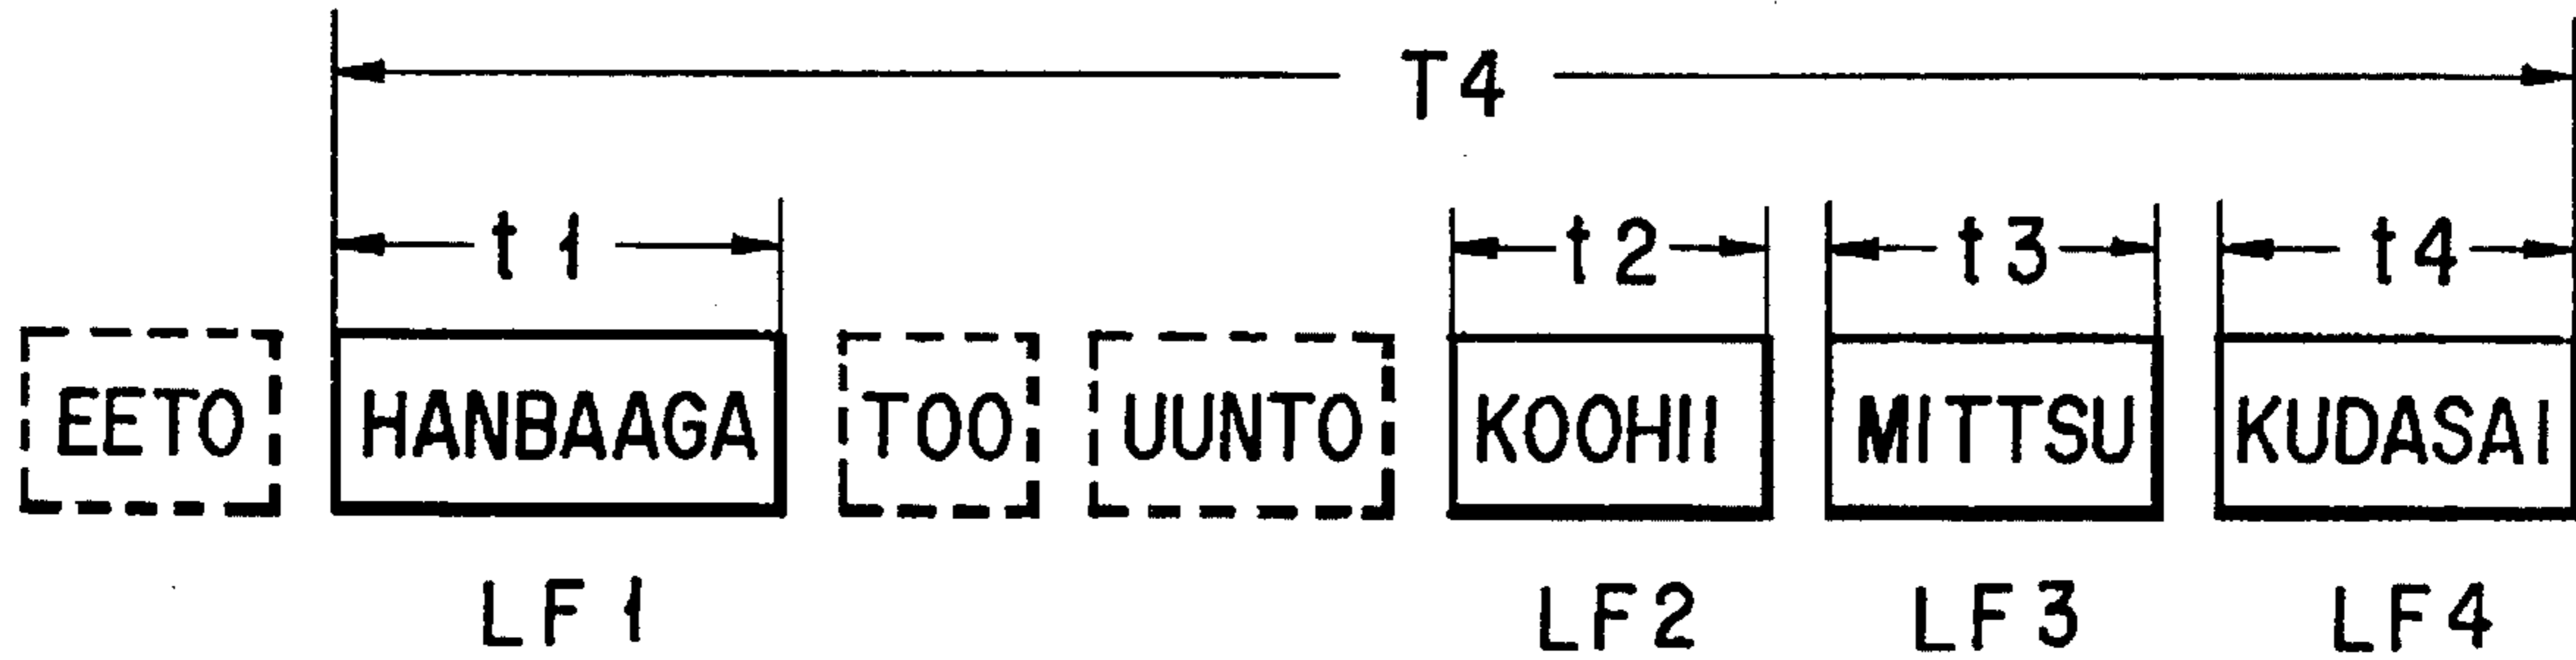 T4
t1 t2 t3 t4
EETO HANBAAGA TOO UUNTO KOOHII MITTSU KUDASAI
LF1 LF2 LF3 LF4